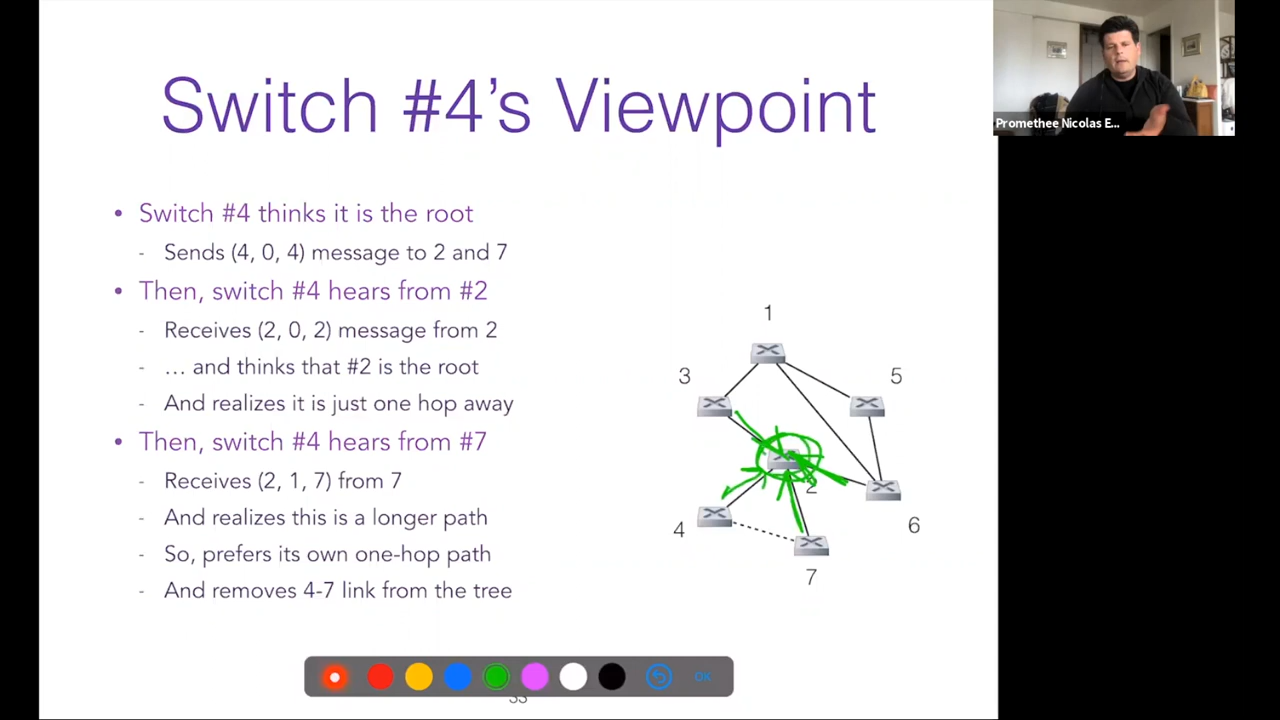 Switch #4’s Viewpoint
Promethee Nicolas E...
• Switch #4 thinks it is the root
- Sends (4, 0, 4) message to 2 and 7
• Then, switch #4 hears from #2
- Receives (2, 0, 2) message from 2
- … and thinks that #2 is the root
- And realizes it is just one hop away
• Then, switch #4 hears from #7
- Receives (2, 1, 7) from 7
- And realizes this is a longer path
- So, prefers its own one-hop path
- And removes 4-7 link from the tree
1
3
5
2
4
6
7
OK
33